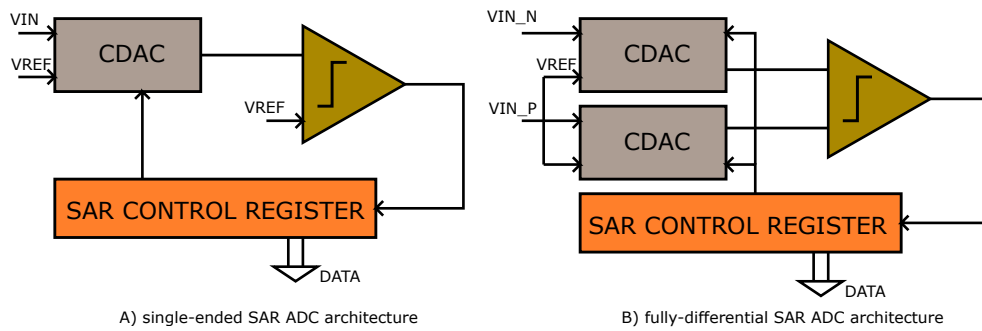 VIN
VREF
CDAC
VREF
SAR CONTROL REGISTER
DATA
A) single-ended SAR ADC architecture
VIN_N
VREF
VIN_P
CDAC
CDAC
SAR CONTROL REGISTER
DATA
B) fully-differential SAR ADC architecture